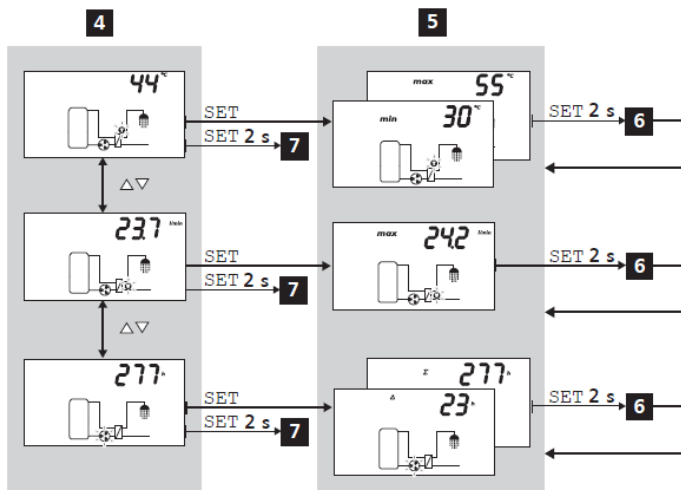 4 5
44 °C
max 55 °C
min 30 °C
SET
SET 2 s 7
SET 2 s 6
△▽
23.7 l/min
max 24.2 l/min
SET
SET 2 s 7
SET 2 s 6
△▽
277 h
Σ 277 h
Δ 23 h
SET
SET 2 s 7
SET 2 s 6